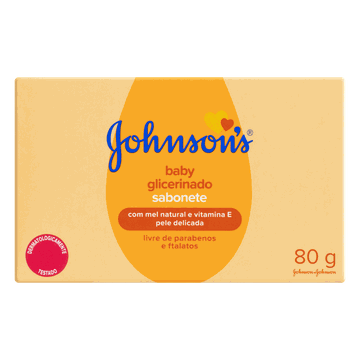 Johnson's®
baby
glicerinado
sabonete
com mel natural e vitamina E
pele delicada
livre de parabenos
e ftalatos
DERMATOLOGICAMENTE
TESTADO
80 g
Johnson & Johnson